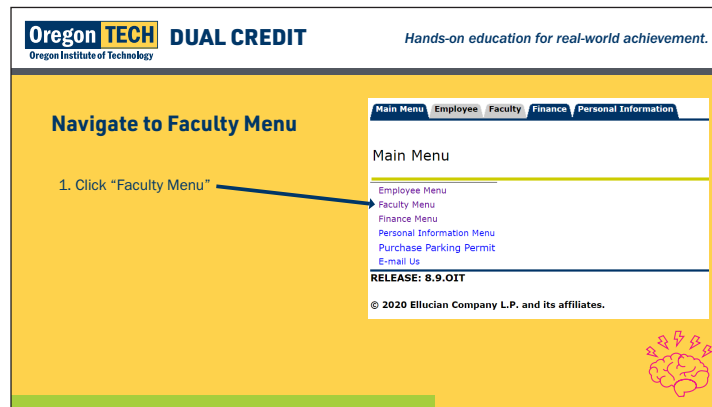 Oregon TECH
Oregon Institute of Technology
DUAL CREDIT
Hands-on education for real-world achievement.
Navigate to Faculty Menu
1. Click “Faculty Menu”
Main Menu Employee Faculty Finance Personal Information
Main Menu
Employee Menu
Faculty Menu
Finance Menu
Personal Information Menu
Purchase Parking Permit
E-mail Us
RELEASE: 8.9.OIT
© 2020 Ellucian Company L.P. and its affiliates.